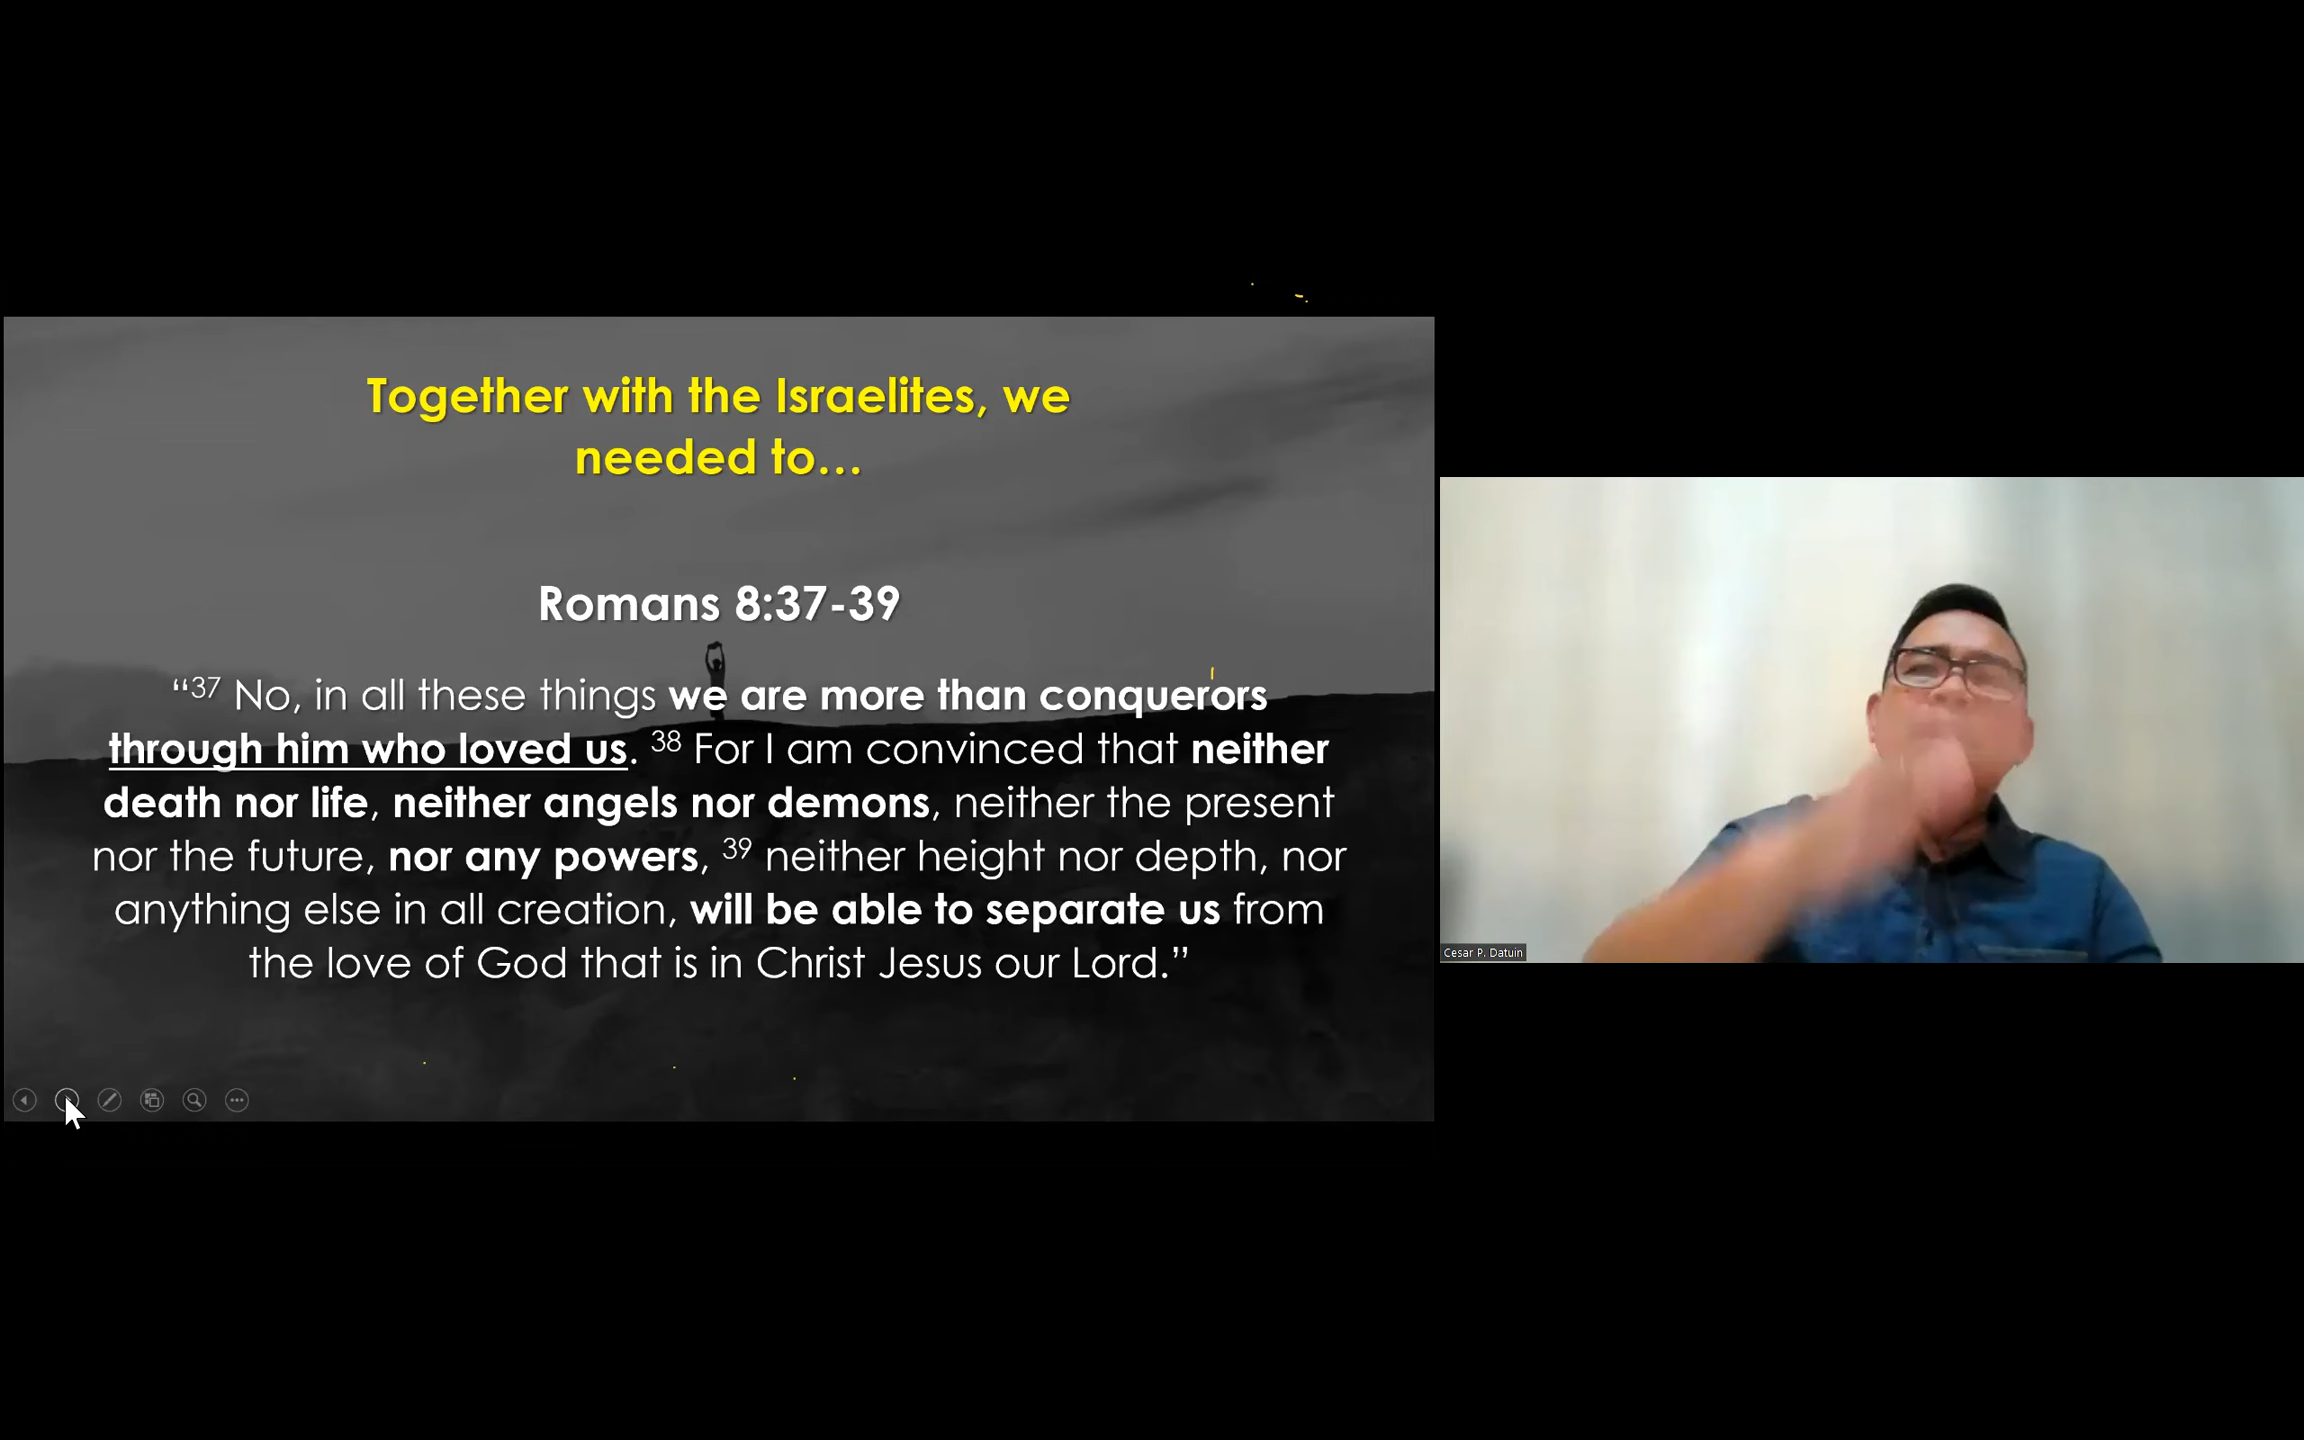 Together with the Israelites, we
needed to…
Romans 8:37-39
“37 No, in all these things we are more than conquerors
through him who loved us. 38 For I am convinced that neither
death nor life, neither angels nor demons, neither the present
nor the future, nor any powers, 39 neither height nor depth, nor
anything else in all creation, will be able to separate us from
the love of God that is in Christ Jesus our Lord.”
Cesar P. Datuin